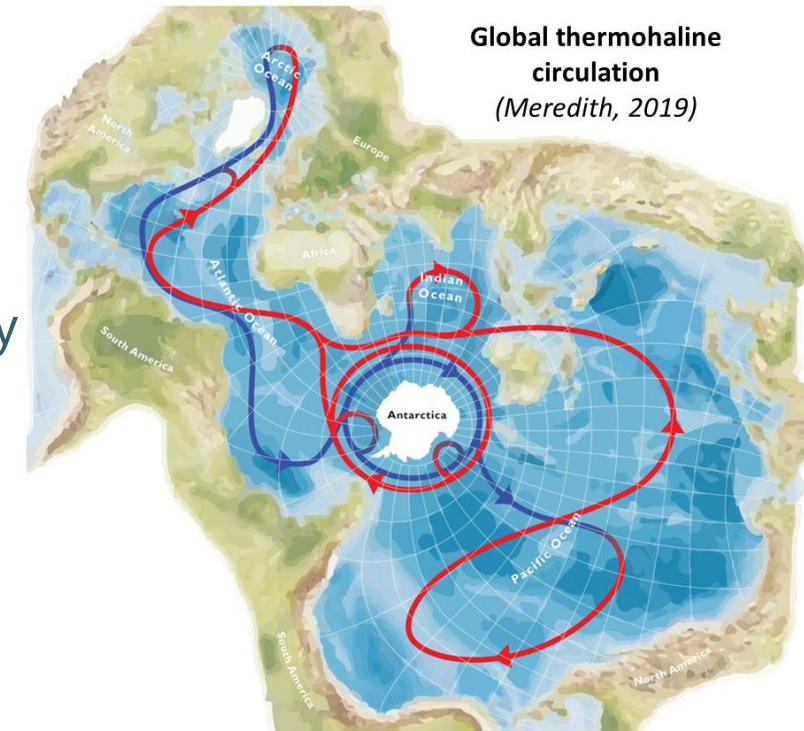 Global thermohaline
circulation
(Meredith, 2019)
Arctic
Ocean
North
America
Europe
Asia
Africa
Indian
Ocean
Atlantic Ocean
y
South America
Antarctica
Pacific Ocean
South America
North America